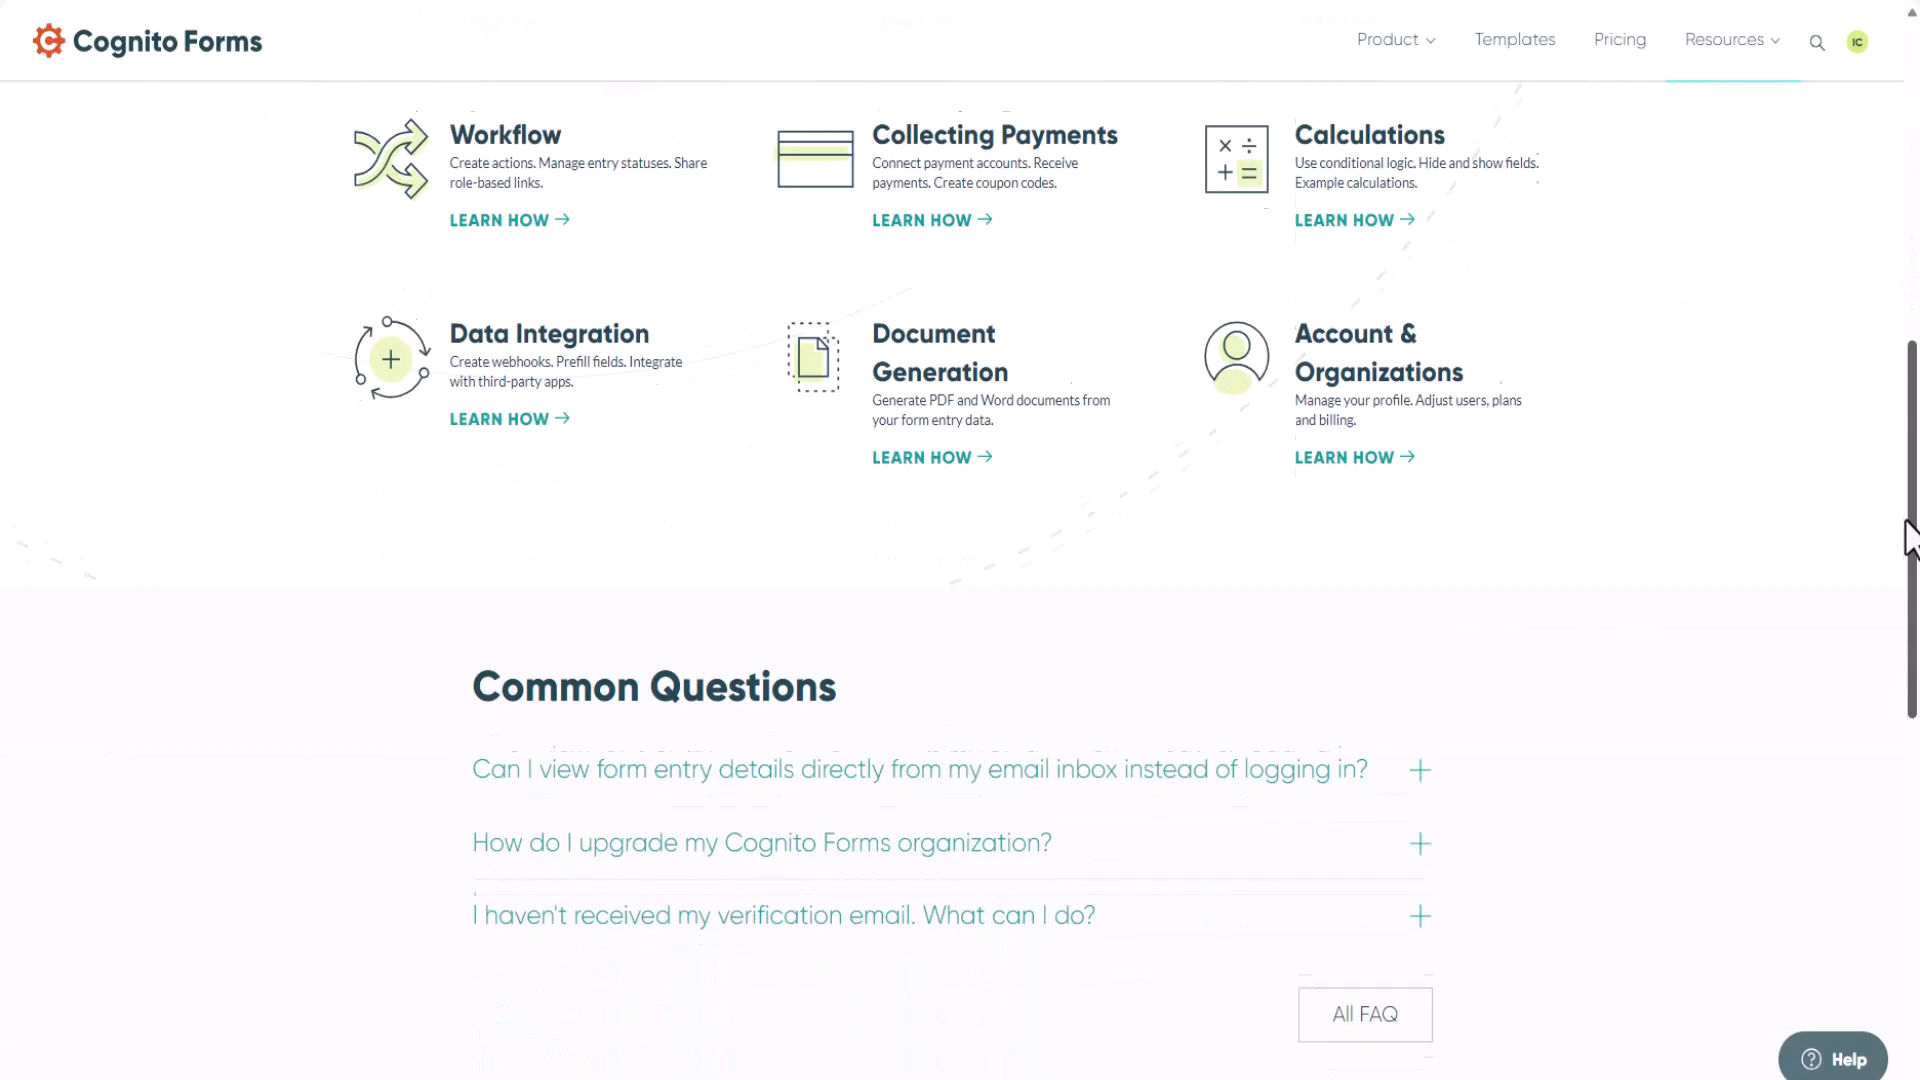 Cognito Forms
Product
Templates
Pricing
Resources
IC
Workflow
Create actions. Manage entry statuses. Share
role-based links.
LEARN HOW →
Collecting Payments
Connect payment accounts. Receive
payments. Create coupon codes.
LEARN HOW →
Calculations
Use conditional logic. Hide and show fields.
Example calculations.
LEARN HOW →
Data Integration
Create webhooks. Prefill fields. Integrate
with third-party apps.
LEARN HOW →
Document
Generation
Generate PDF and Word documents from
your form entry data.
LEARN HOW →
Account &
Organizations
Manage your profile. Adjust users, plans
and billing.
LEARN HOW →
Common Questions
Can I view form entry details directly from my email inbox instead of logging in?
How do I upgrade my Cognito Forms organization?
I haven't received my verification email. What can I do?
All FAQ
Help